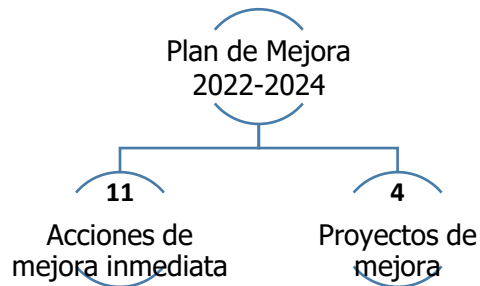 Plan de Mejora
2022-2024
11
Acciones de
mejora inmediata
4
Proyectos de
mejora